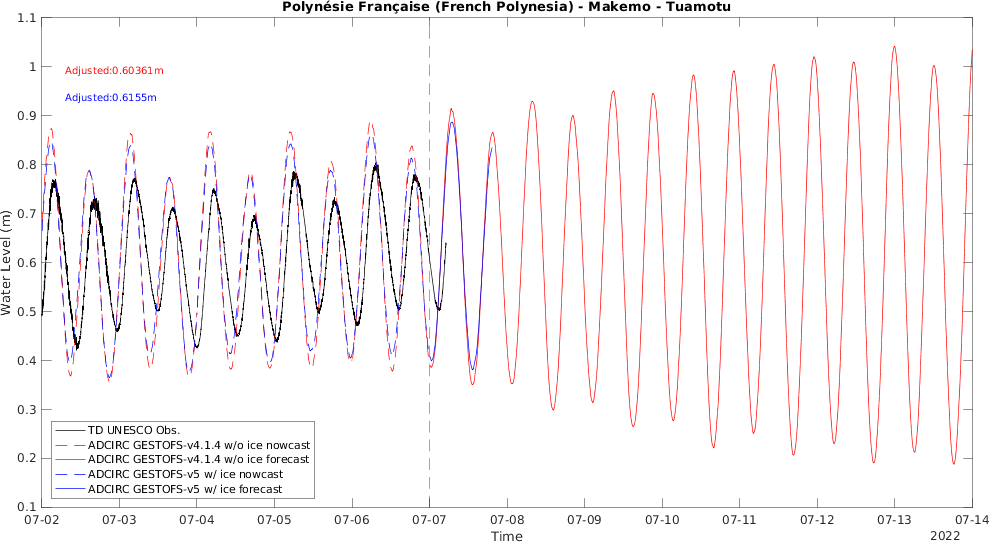 Polynésie Française (French Polynesia) - Makemo - Tuamotu
1.1
1
0.9
0.8
0.7
0.6
0.5
0.4
0.3
0.2
0.1
Water Level (m)
Adjusted:0.60361m
Adjusted:0.6155m
TD UNESCO Obs.
ADCIRC GESTOFS-v4.1.4 w/o ice nowcast
ADCIRC GESTOFS-v4.1.4 w/o ice forecast
ADCIRC GESTOFS-v5 w/ ice nowcast
ADCIRC GESTOFS-v5 w/ ice forecast
07-02 07-03 07-04 07-05 07-06 07-07 07-08 07-09 07-10 07-11 07-12 07-13 07-14
Time
2022